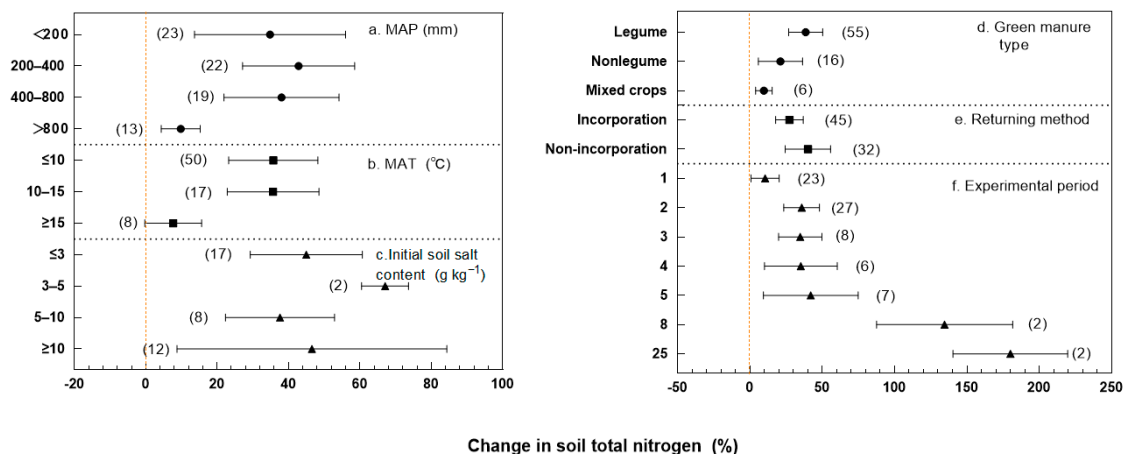 <200 (23) a. MAP (mm)
200–400 (22)
400–800 (19)
>800 (13)
≤10 (50) b. MAT (℃)
10–15 (17)
≥15 (8)
≤3 (17) c.Initial soil salt
content (g kg⁻¹)
3–5 (2)
5–10 (8)
≥10 (12)
-20 0 20 40 60 80 100
Legume (55) d. Green manure
type
Nonlegume (16)
Mixed crops (6)
Incorporation (45) e. Returning method
Non-incorporation (32)
1 (23) f. Experimental period
2 (27)
3 (8)
4 (6)
5 (7)
8 (2)
25 (2)
-50 0 50 100 150 200 250
Change in soil total nitrogen (%)